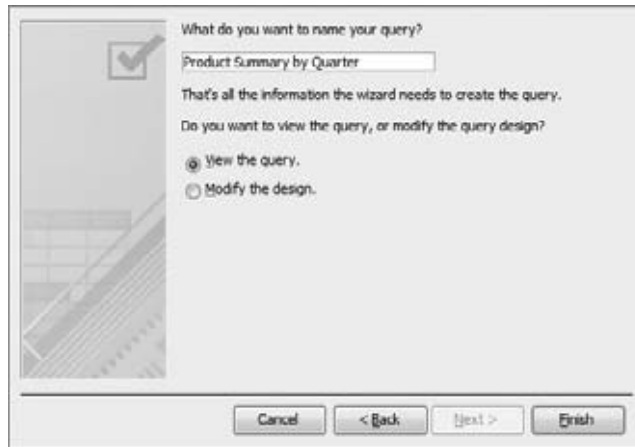 What do you want to name your query?
Product Summary by Quarter
That's all the information the wizard needs to create the query.
Do you want to view the query, or modify the query design?
View the query.
Modify the design.
Cancel
< Back
Next >
Finish